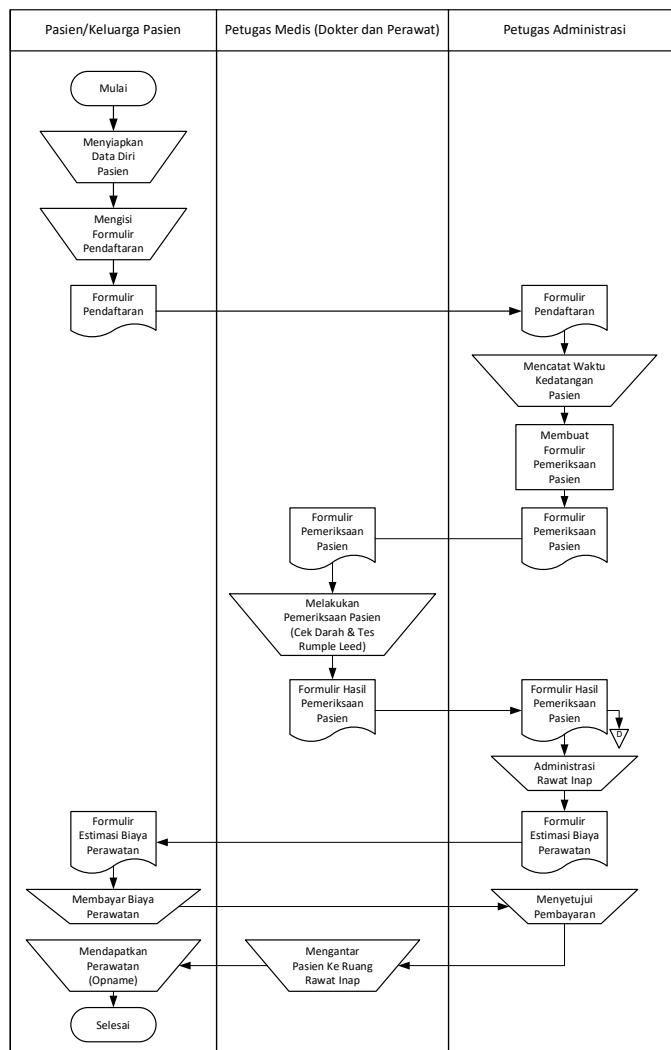 Pasien/Keluarga Pasien
Petugas Medis (Dokter dan Perawat)
Petugas Administrasi
Mulai
Menyiapkan
Data Diri
Pasien
Mengisi
Formulir
Pendaftaran
Formulir
Pendaftaran
Formulir
Pendaftaran
Mencatat Waktu
Kedatangan
Pasien
Membuat
Formulir
Pemeriksaan
Pasien
Formulir
Pemeriksaan
Pasien
Formulir
Pemeriksaan
Pasien
Melakukan
Pemeriksaan Pasien
(Cek Darah & Tes
Rumple Leed)
Formulir Hasil
Pemeriksaan
Pasien
Formulir Hasil
Pemeriksaan
Pasien
D
Administrasi
Rawat Inap
Formulir
Estimasi Biaya
Perawatan
Formulir
Estimasi Biaya
Perawatan
Membayar Biaya
Perawatan
Menyetujui
Pembayaran
Mendapatkan
Perawatan
(Opname)
Mengantar
Pasien Ke Ruang
Rawat Inap
Selesai